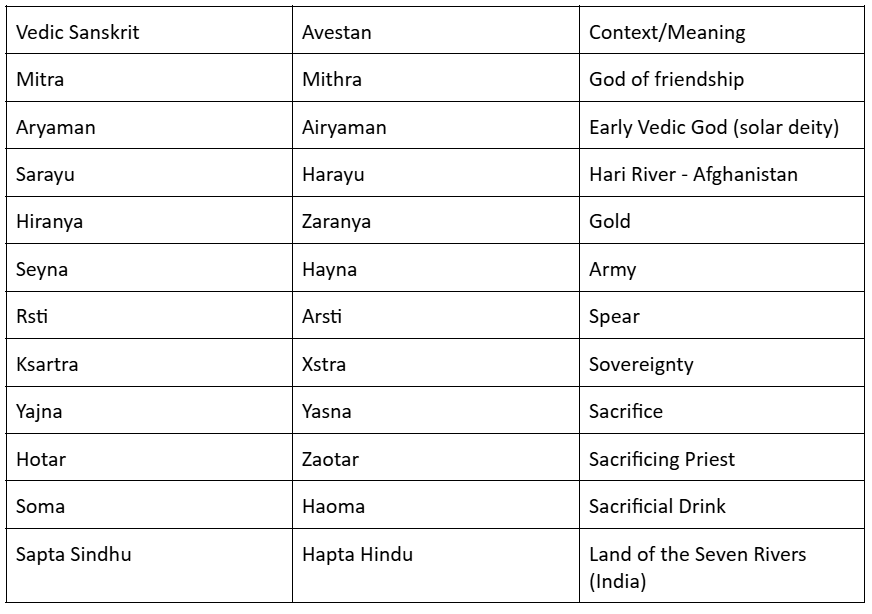 Vedic Sanskrit Avestan Context/Meaning
Mitra Mithra God of friendship
Aryaman Airyaman Early Vedic God (solar deity)
Sarayu Harayu Hari River - Afghanistan
Hiranya Zaranya Gold
Seyna Hayna Army
Rsti Arsti Spear
Ksartra Xstra Sovereignty
Yajna Yasna Sacrifice
Hotar Zaotar Sacrificing Priest
Soma Haoma Sacrificial Drink
Sapta Sindhu Hapta Hindu Land of the Seven Rivers
(India)